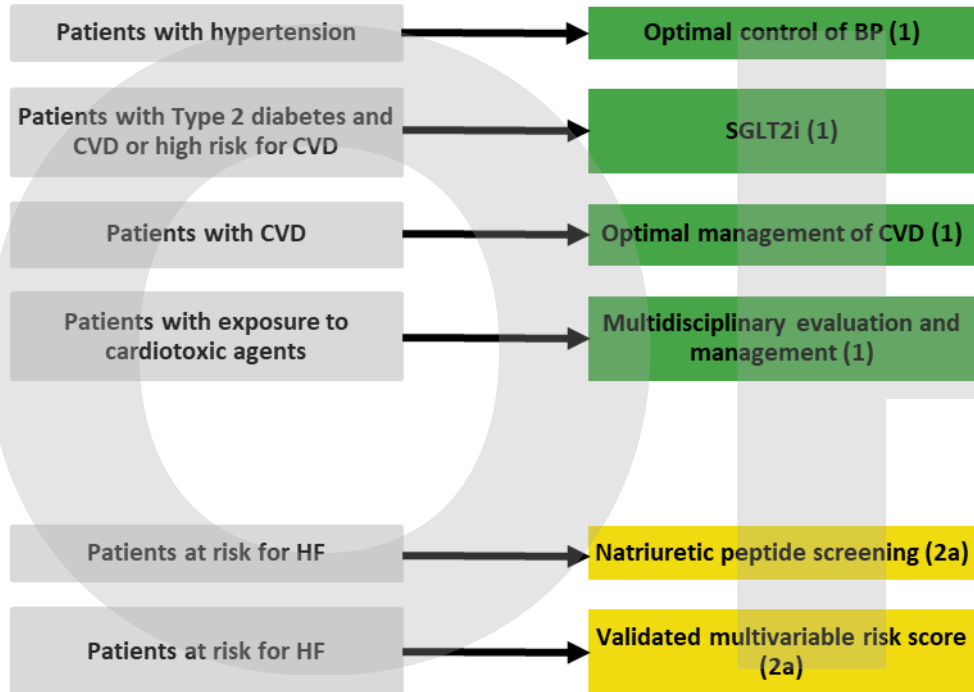 Patients with hypertension
Optimal control of BP (1)
Patients with Type 2 diabetes and
CVD or high risk for CVD
SGLT2i (1)
Patients with CVD
Optimal management of CVD (1)
Patients with exposure to
cardiotoxic agents
Multidisciplinary evaluation and
management (1)
Patients at risk for HF
Natriuretic peptide screening (2a)
Patients at risk for HF
Validated multivariable risk score
(2a)